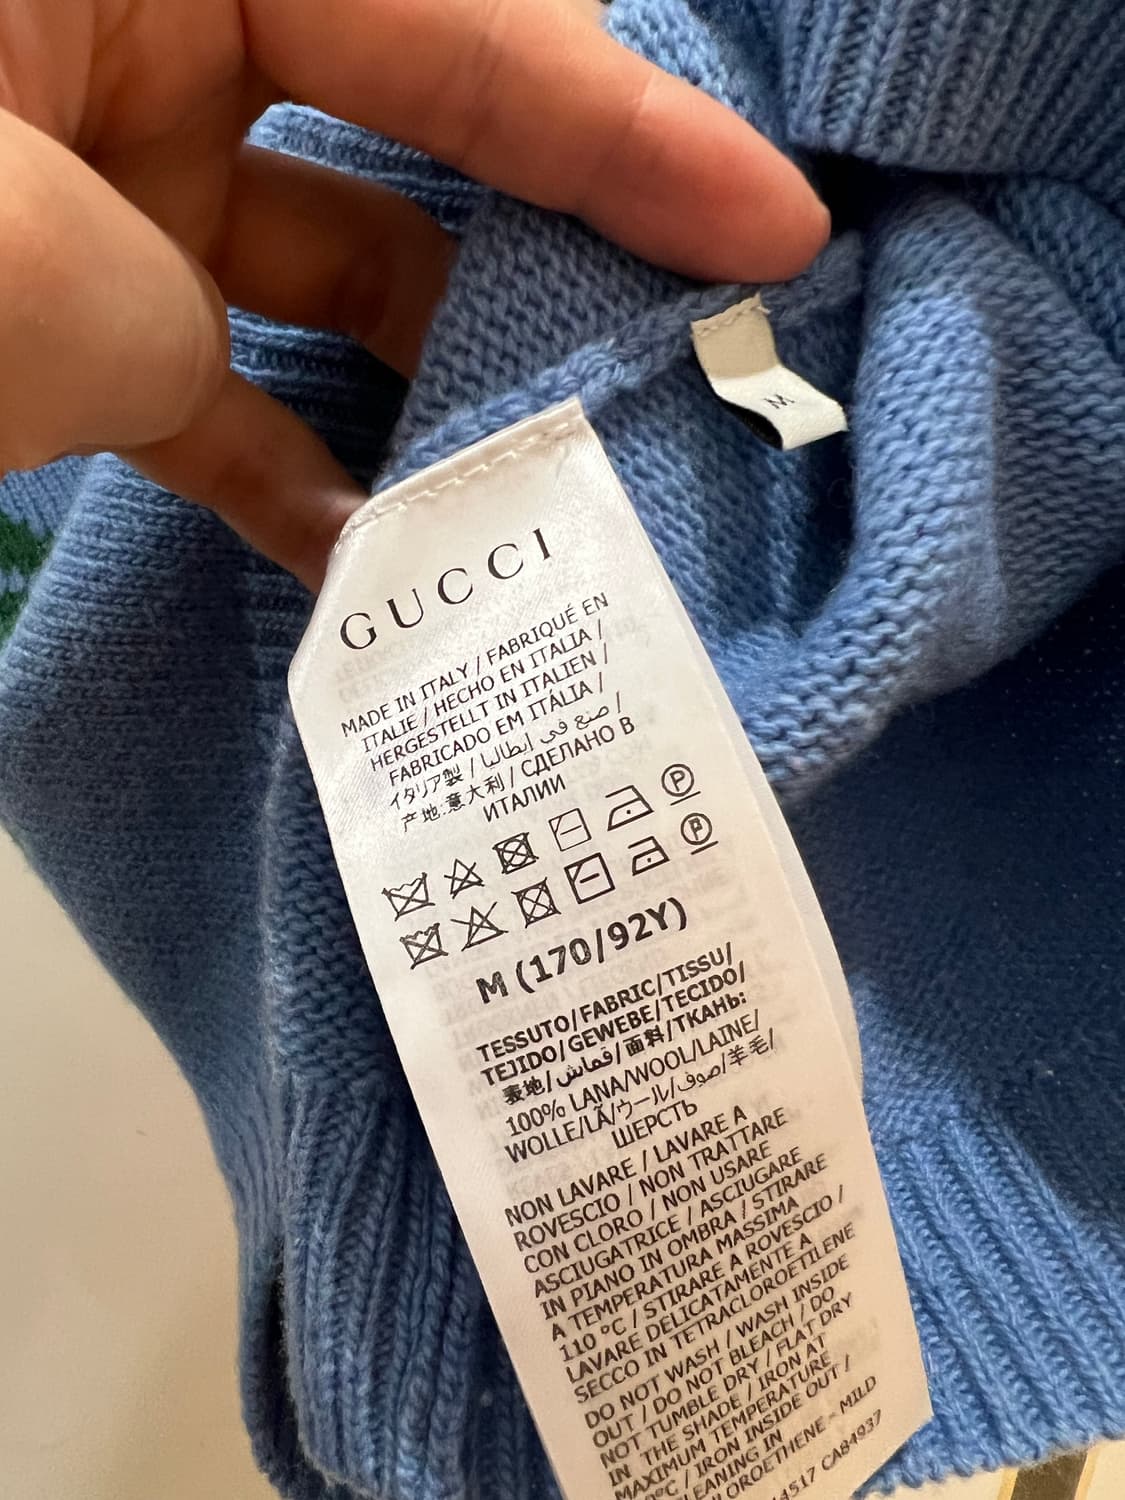 M
GUCCI
MADE IN ITALY / FABRIQUÉ EN
ITALIE / HECHO EN ITALIA /
HERGESTELLT IN ITALIEN /
FABRICADO EM ITÁLIA /
イタリア製 / صنع في إيطاليا /
产地:意大利 / СДЕЛАНО В
ИТАЛИИ
P
P
M (170/92Y)
TESSUTO/FABRIC/TISSU/
TEJIDO/GEWEBE/TECIDO/
表地/قماش/面料/ТКАНЬ:
100% LANA/WOOL/LAINE/
WOLLE/LÃ/ウール/صوف/羊毛/
ШЕРСТЬ
NON LAVARE / LAVARE A
ROVESCIO / NON TRATTARE
CON CLORO / NON USARE
ASCIUGATRICE / ASCIUGARE
IN PIANO IN OMBRA / STIRARE
A TEMPERATURA MASSIMA
110 °C / STIRARE A ROVESCIO /
LAVARE DELICATAMENTE A
SECCO IN TETRACLOROETILENE
DO NOT WASH / WASH INSIDE
OUT / DO NOT BLEACH / DO
NOT TUMBLE DRY / FLAT DRY
IN THE SHADE / IRON AT
MAXIMUM TEMPERATURE
°C / IRON INSIDE OUT /
IN
- MILD
CA84937